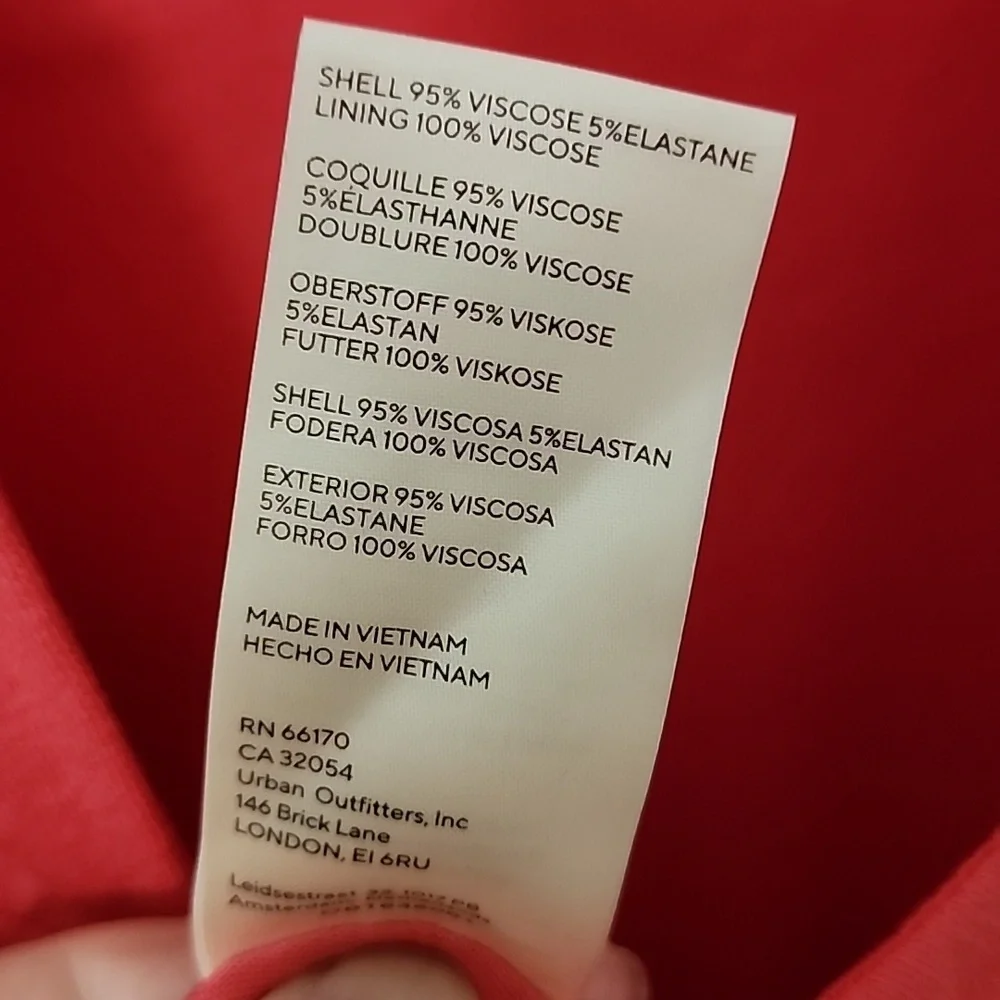 SHELL 95% VISCOSE 5%ELASTANE
LINING 100% VISCOSE
COQUILLE 95% VISCOSE
5%ÉLASTHANNE
DOUBLURE 100% VISCOSE
OBERSTOFF 95% VISKOSE
5%ELASTAN
FUTTER 100% VISKOSE
SHELL 95% VISCOSA 5%ELASTAN
FODERA 100% VISCOSA
EXTERIOR 95% VISCOSA
5%ELASTANE
FORRO 100% VISCOSA
MADE IN VIETNAM
HECHO EN VIETNAM
RN 66170
CA 32054
Urban Outfitters, Inc
146 Brick Lane
LONDON, E1 6RU
Leidsestraat
Amsterdam